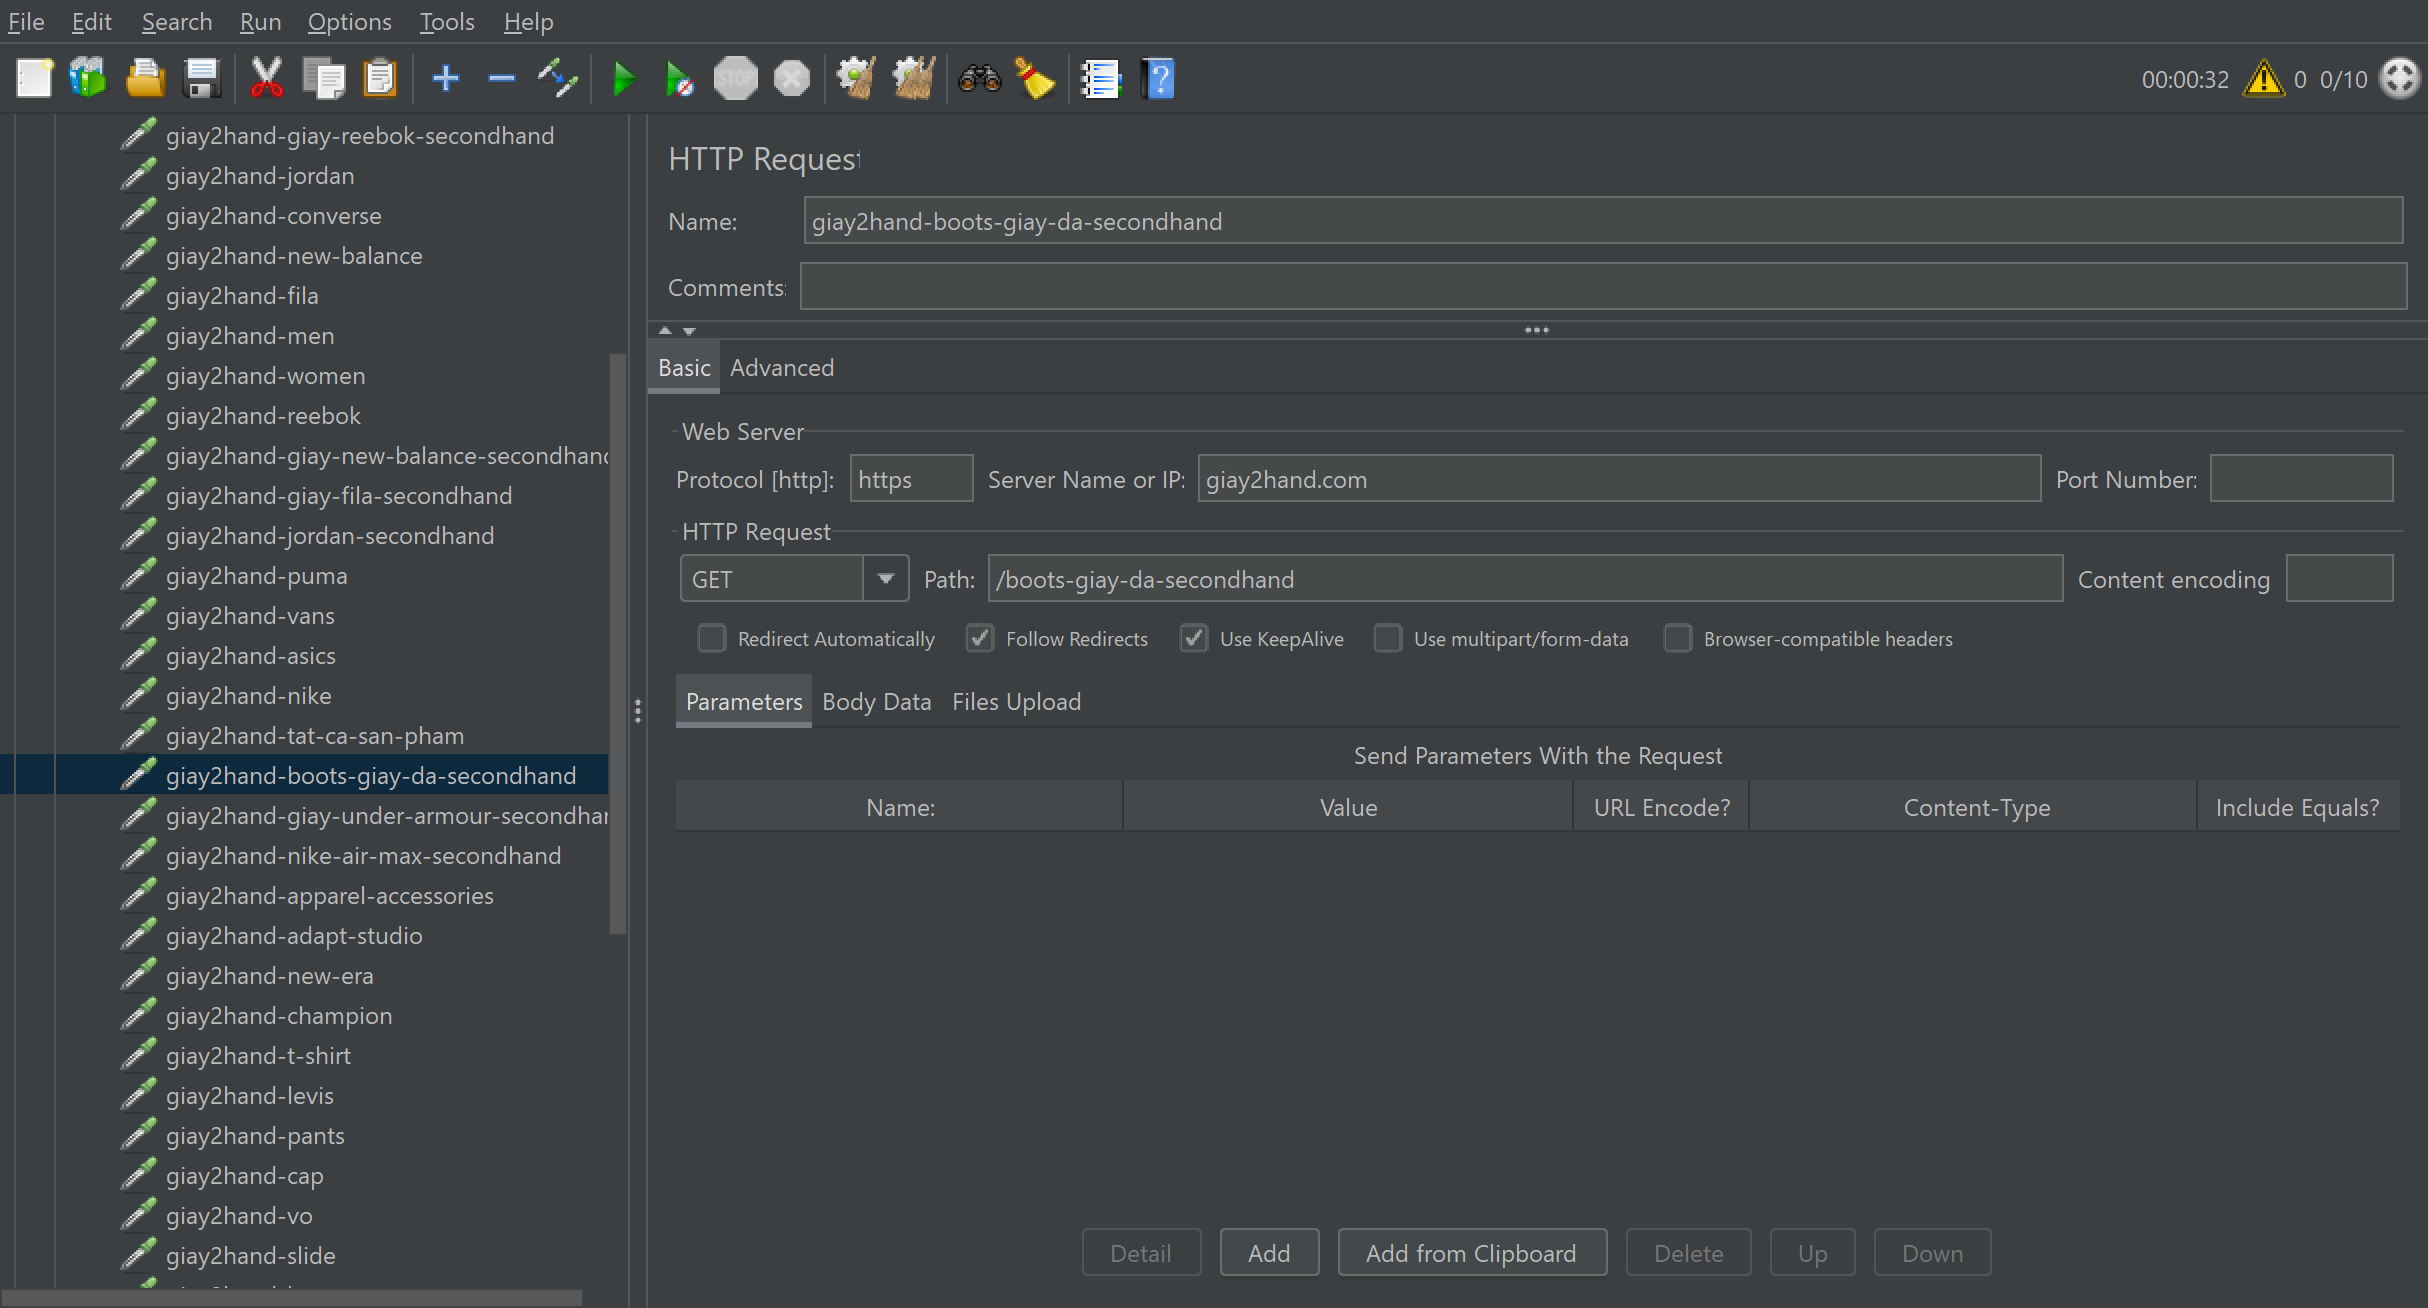 File Edit Search Run Options Tools Help
STOP
00:00:32 0 0/10
giay2hand-giay-reebok-secondhand
giay2hand-jordan
giay2hand-converse
giay2hand-new-balance
giay2hand-fila
giay2hand-men
giay2hand-women
giay2hand-reebok
giay2hand-giay-new-balance-secondhand
giay2hand-giay-fila-secondhand
giay2hand-jordan-secondhand
giay2hand-puma
giay2hand-vans
giay2hand-asics
giay2hand-nike
giay2hand-tat-ca-san-pham
giay2hand-boots-giay-da-secondhand
giay2hand-giay-under-armour-secondhar
giay2hand-nike-air-max-secondhand
giay2hand-apparel-accessories
giay2hand-adapt-studio
giay2hand-new-era
giay2hand-champion
giay2hand-t-shirt
giay2hand-levis
giay2hand-pants
giay2hand-cap
giay2hand-vo
giay2hand-slide
HTTP Request
Name: giay2hand-boots-giay-da-secondhand
Comments:
Basic Advanced
Web Server
Protocol [http]: https Server Name or IP: giay2hand.com Port Number:
HTTP Request
GET Path: /boots-giay-da-secondhand Content encoding
Redirect Automatically Follow Redirects Use KeepAlive Use multipart/form-data Browser-compatible headers
Parameters Body Data Files Upload
Send Parameters With the Request
Name: Value URL Encode? Content-Type Include Equals?
Detail Add Add from Clipboard Delete Up Down